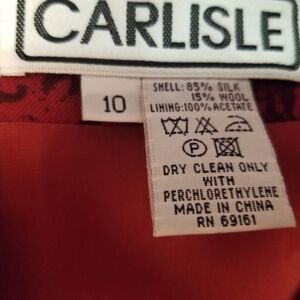 CARLISLE
10
SHELL: 85% SILK
15% WOOL
LINING: 100% ACETATE
P
DRY CLEAN ONLY
WITH
PERCHLORETHYLENE
MADE IN CHINA
RN 69161